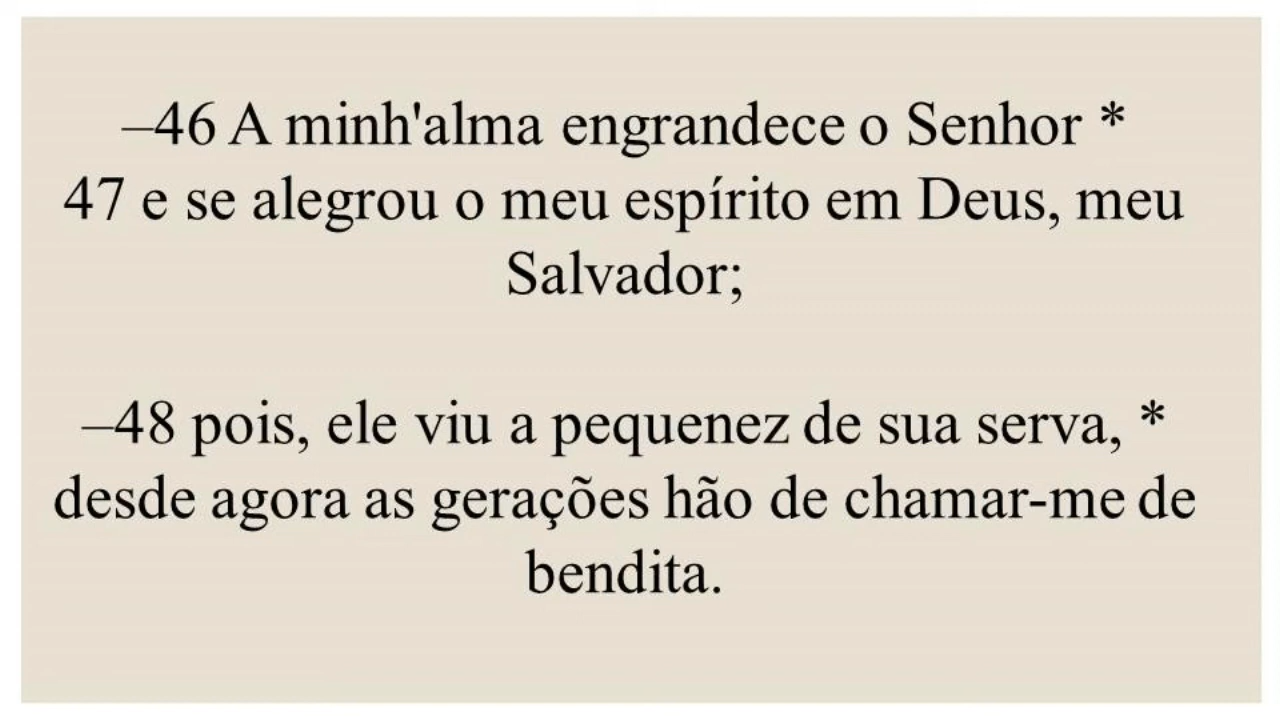 –46 A minh'alma engrandece o Senhor *
47 e se alegrou o meu espírito em Deus, meu
Salvador;
–48 pois, ele viu a pequenez de sua serva, *
desde agora as gerações hão de chamar-me de
bendita.